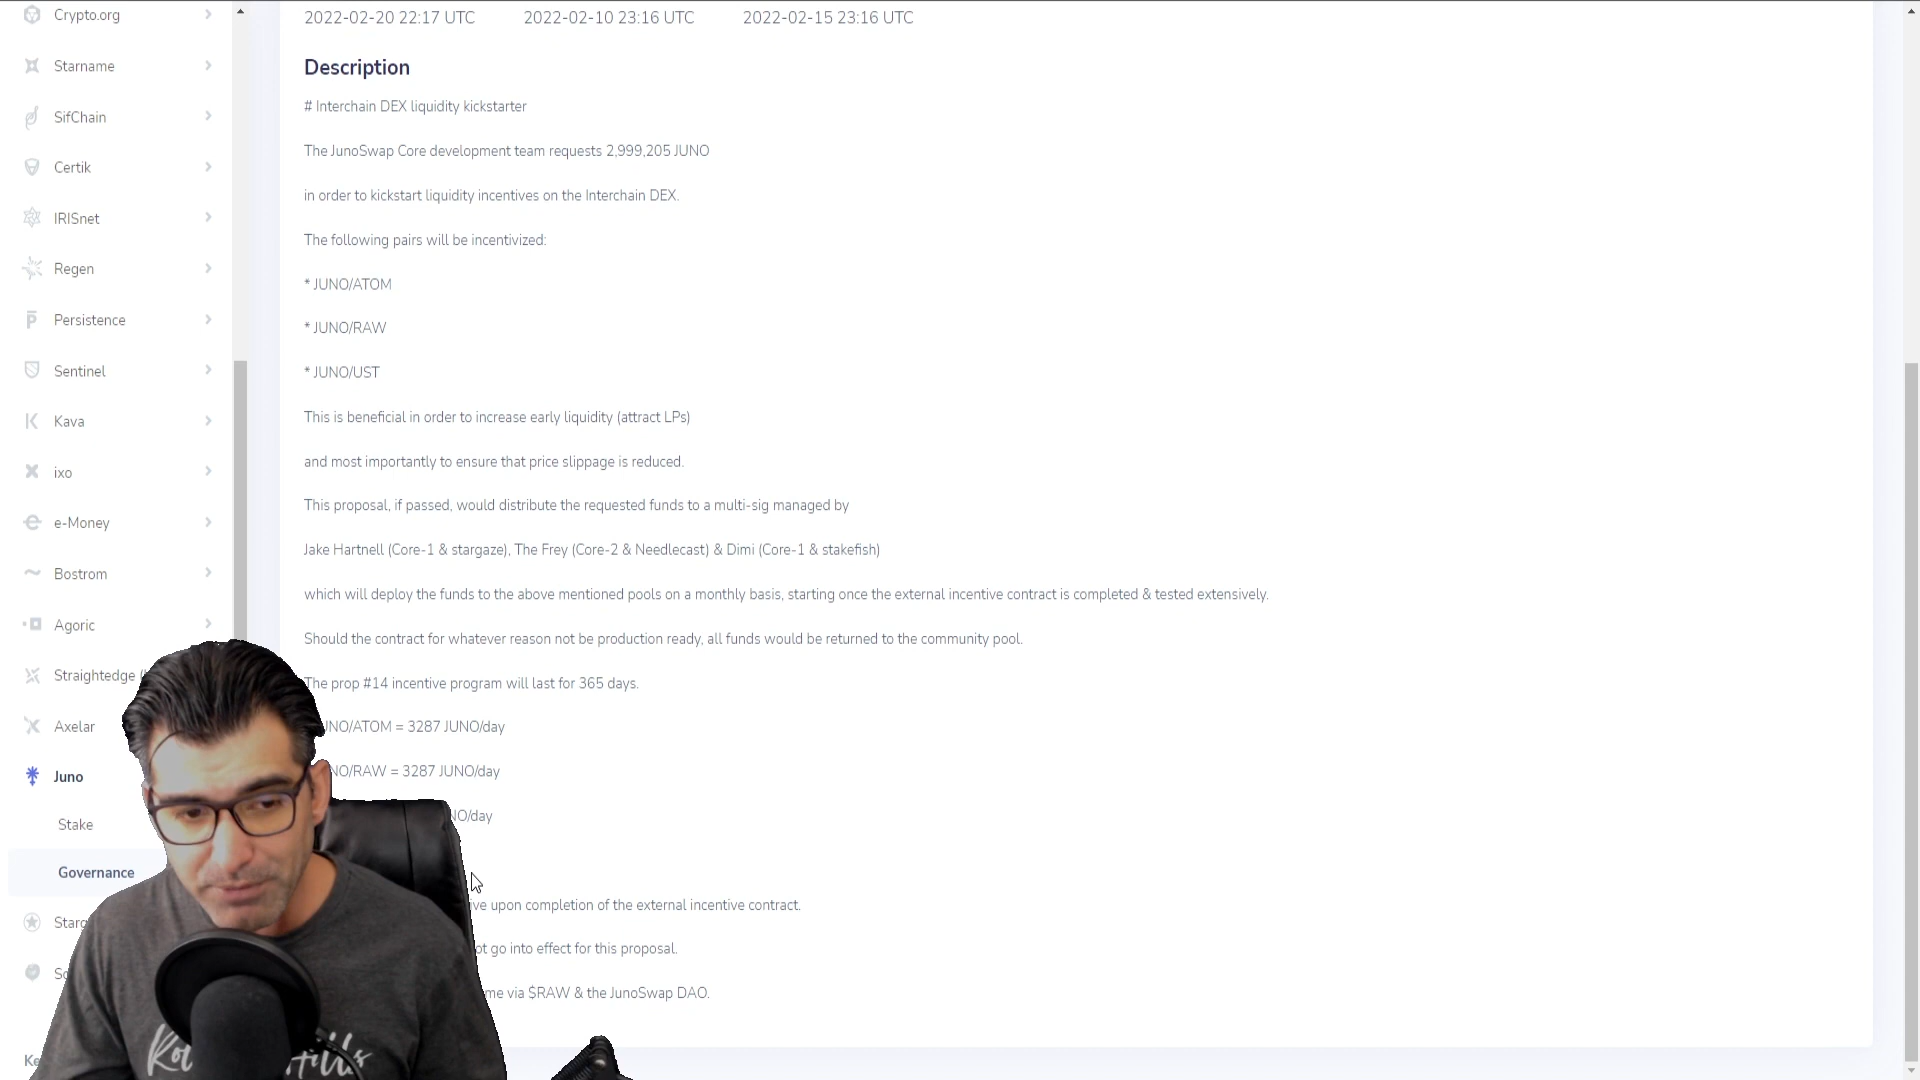 Crypto.org
Starname
SifChain
Certik
IRISnet
Regen
Persistence
Sentinel
Kava
ixo
e-Money
Bostrom
Agoric
Straightedge
Axelar
Juno
Stake
Governance
2022-02-20 22:17 UTC 2022-02-10 23:16 UTC 2022-02-15 23:16 UTC
Description
# Interchain DEX liquidity kickstarter
The JunoSwap Core development team requests 2,999,205 JUNO
in order to kickstart liquidity incentives on the Interchain DEX.
The following pairs will be incentivized:
* JUNO/ATOM
* JUNO/RAW
* JUNO/UST
This is beneficial in order to increase early liquidity (attract LPs)
and most importantly to ensure that price slippage is reduced.
This proposal, if passed, would distribute the requested funds to a multi-sig managed by
Jake Hartnell (Core-1 & stargaze), The Frey (Core-2 & Needlecast) & Dimi (Core-1 & stakefish)
which will deploy the funds to the above mentioned pools on a monthly basis, starting once the external incentive contract is completed & tested extensively.
Should the contract for whatever reason not be production ready, all funds would be returned to the community pool.
The prop #14 incentive program will last for 365 days.
UNO/ATOM = 3287 JUNO/day
NO/RAW = 3287 JUNO/day
NO/day
upon completion of the external incentive contract.
go into effect for this proposal.
via $RAW & the JunoSwap DAO.